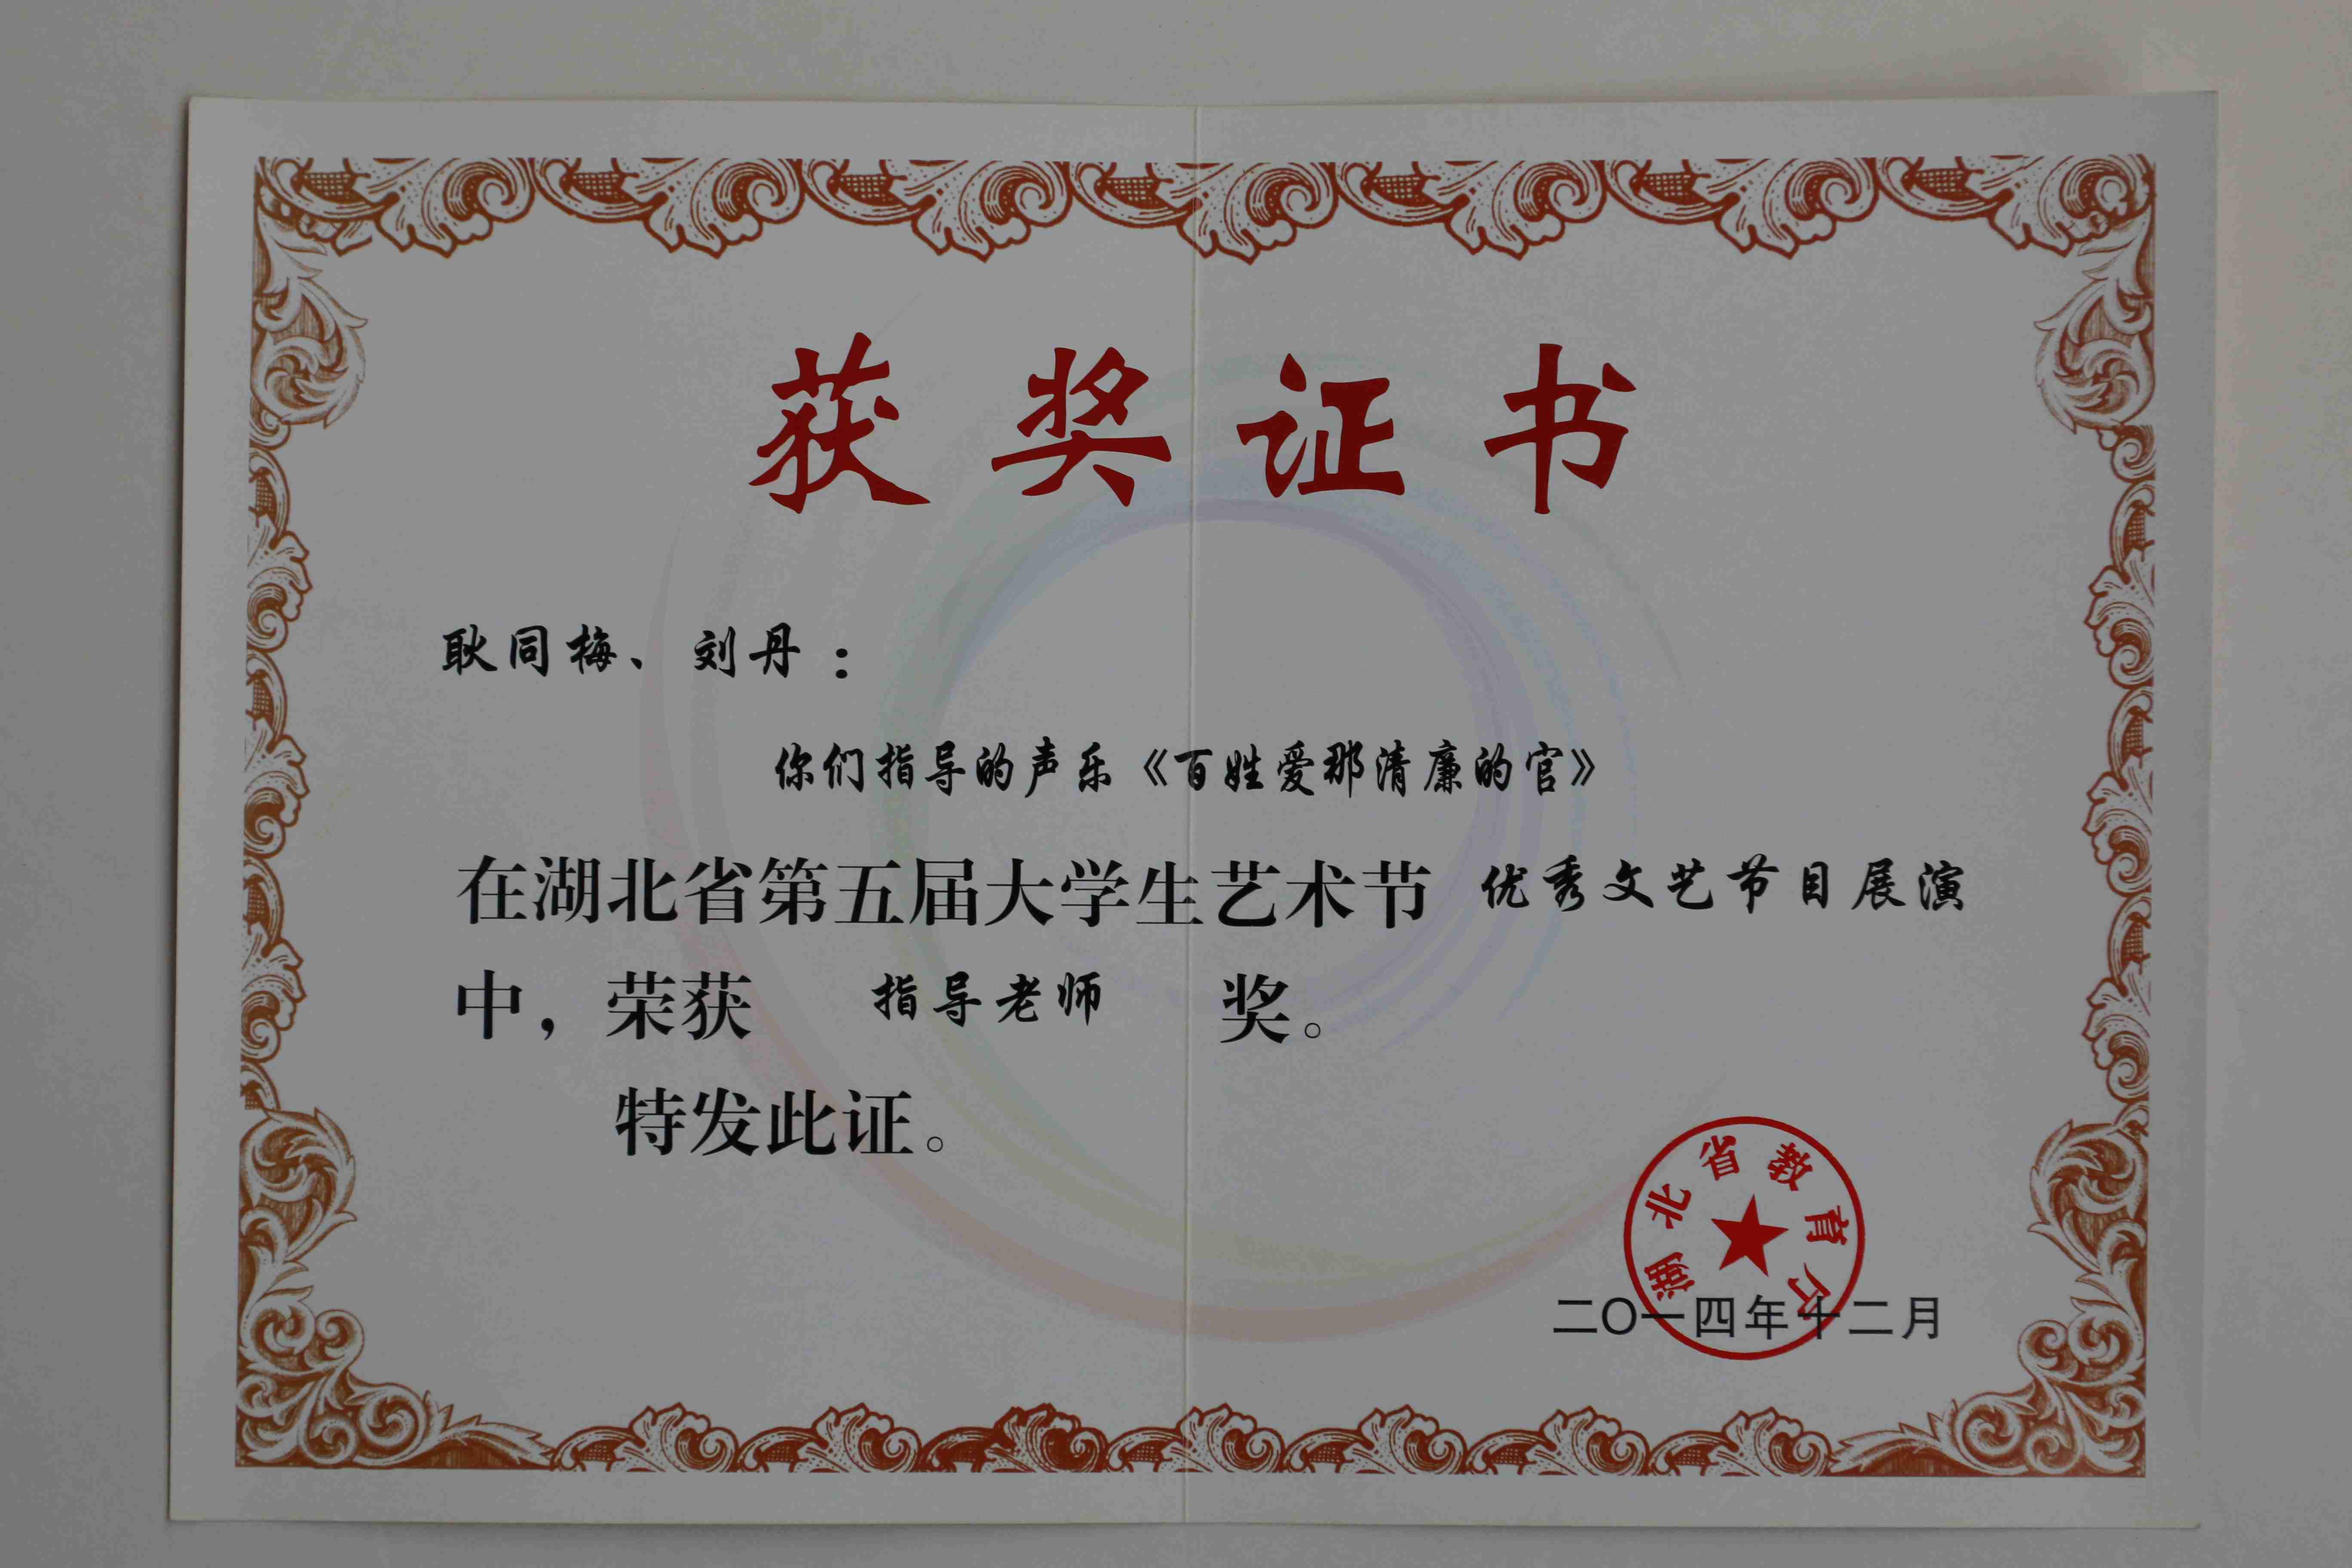 获奖证书
耿同梅、刘丹：
你们指导的声乐《百姓爱那清廉的官》
在湖北省第五届大学生艺术节 优秀文艺节目展演
中，荣获 指导老师 奖。
特发此证。
湖北省教育厅
二〇一四年十二月